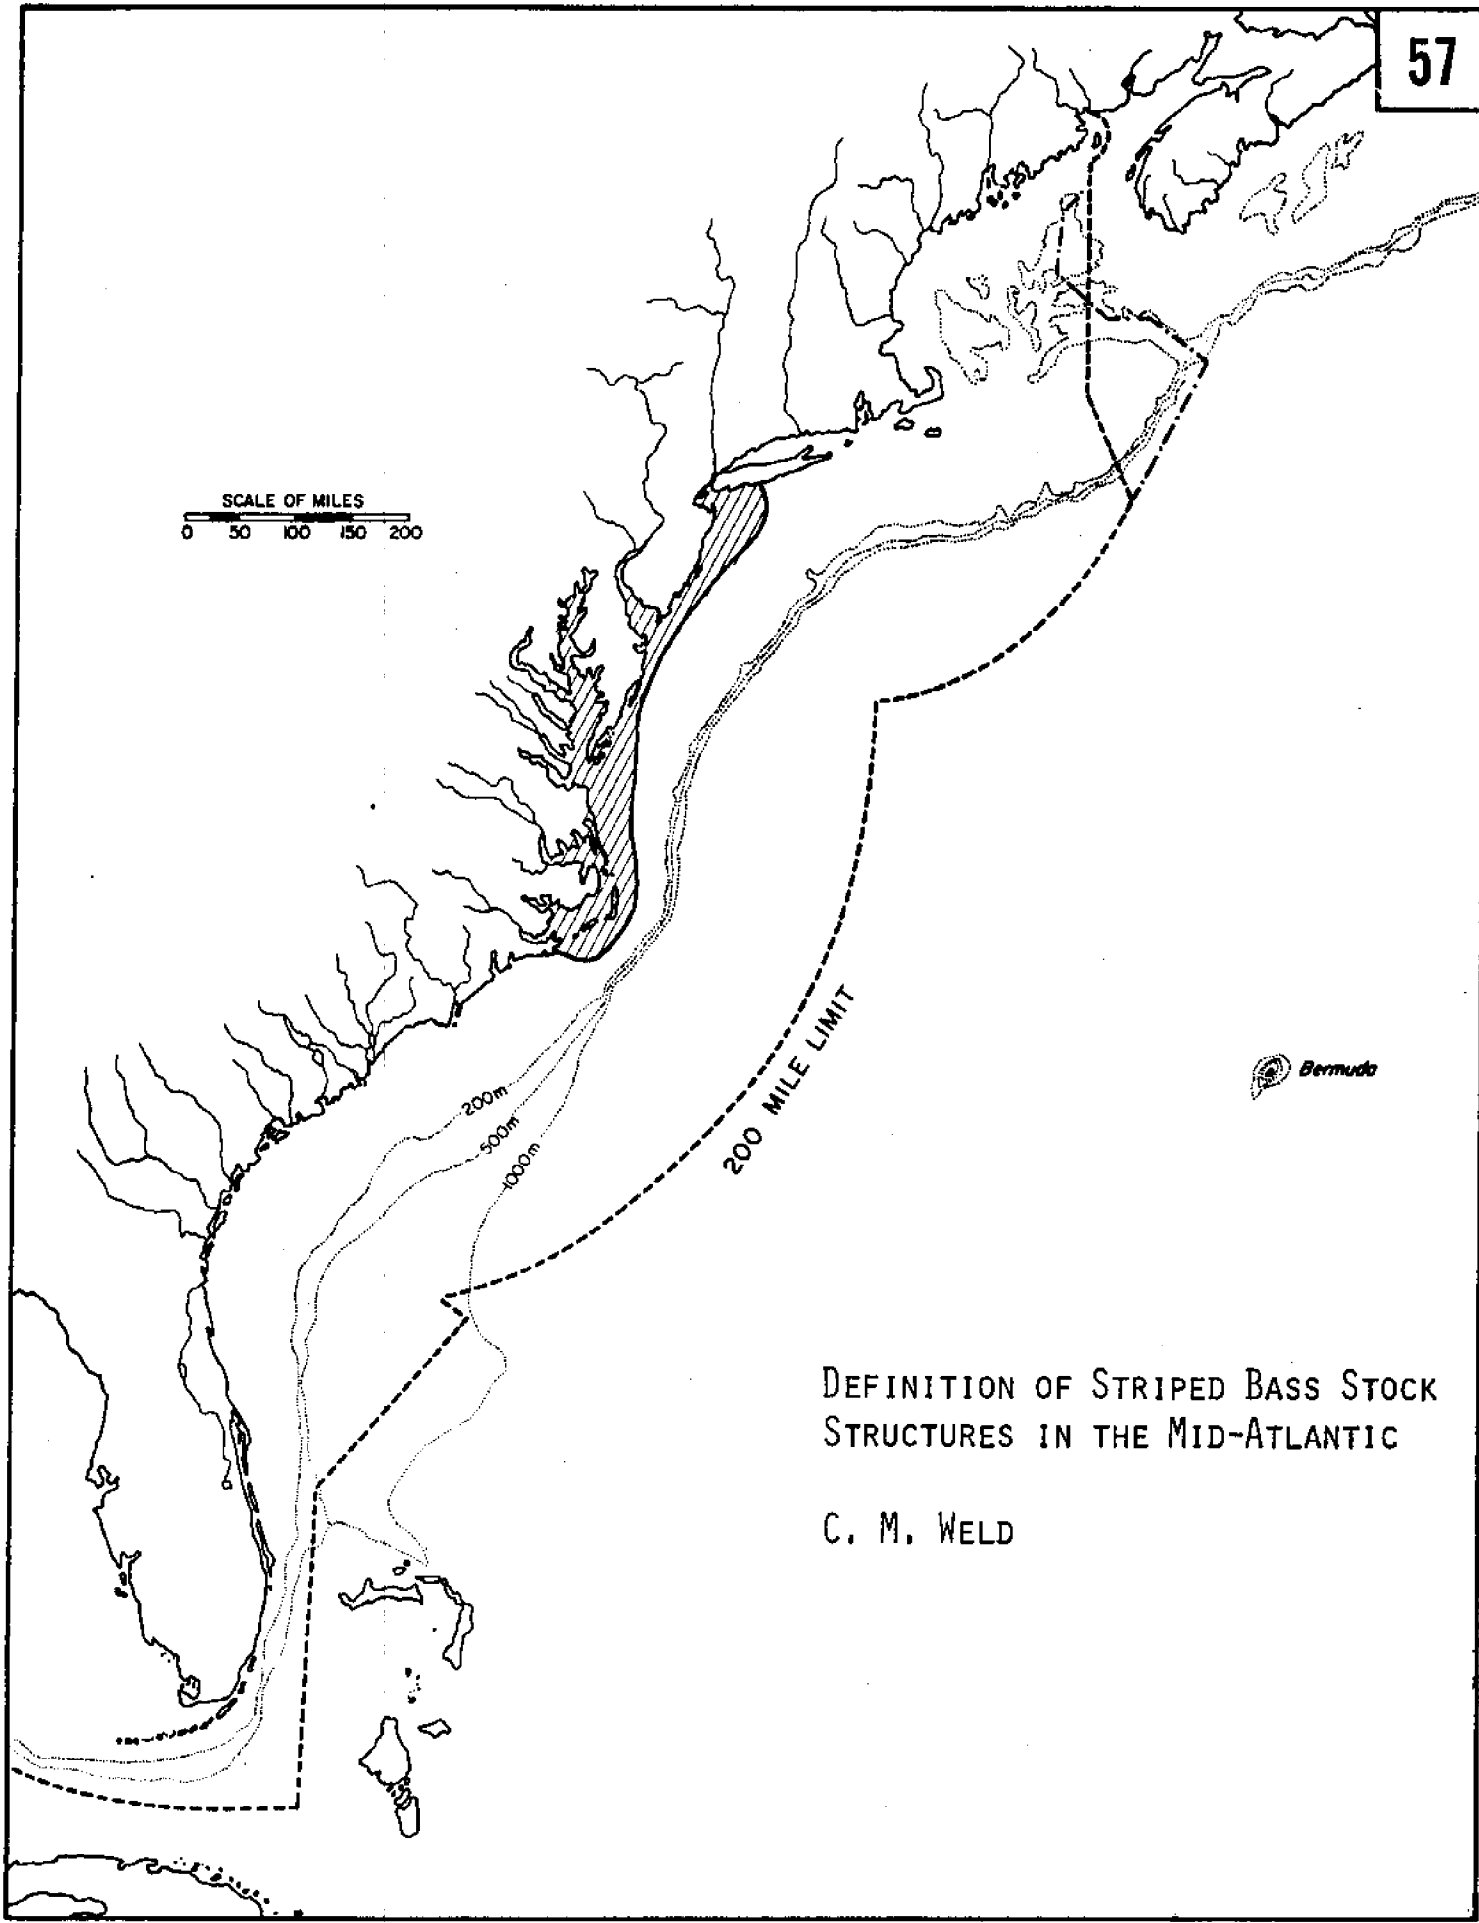 57
SCALE OF MILES
0 50 100 150 200
200m
500m
1000m
200 MILE LIMIT
Bermuda
DEFINITION OF STRIPED BASS STOCK
STRUCTURES IN THE MID-ATLANTIC
C. M. WELD